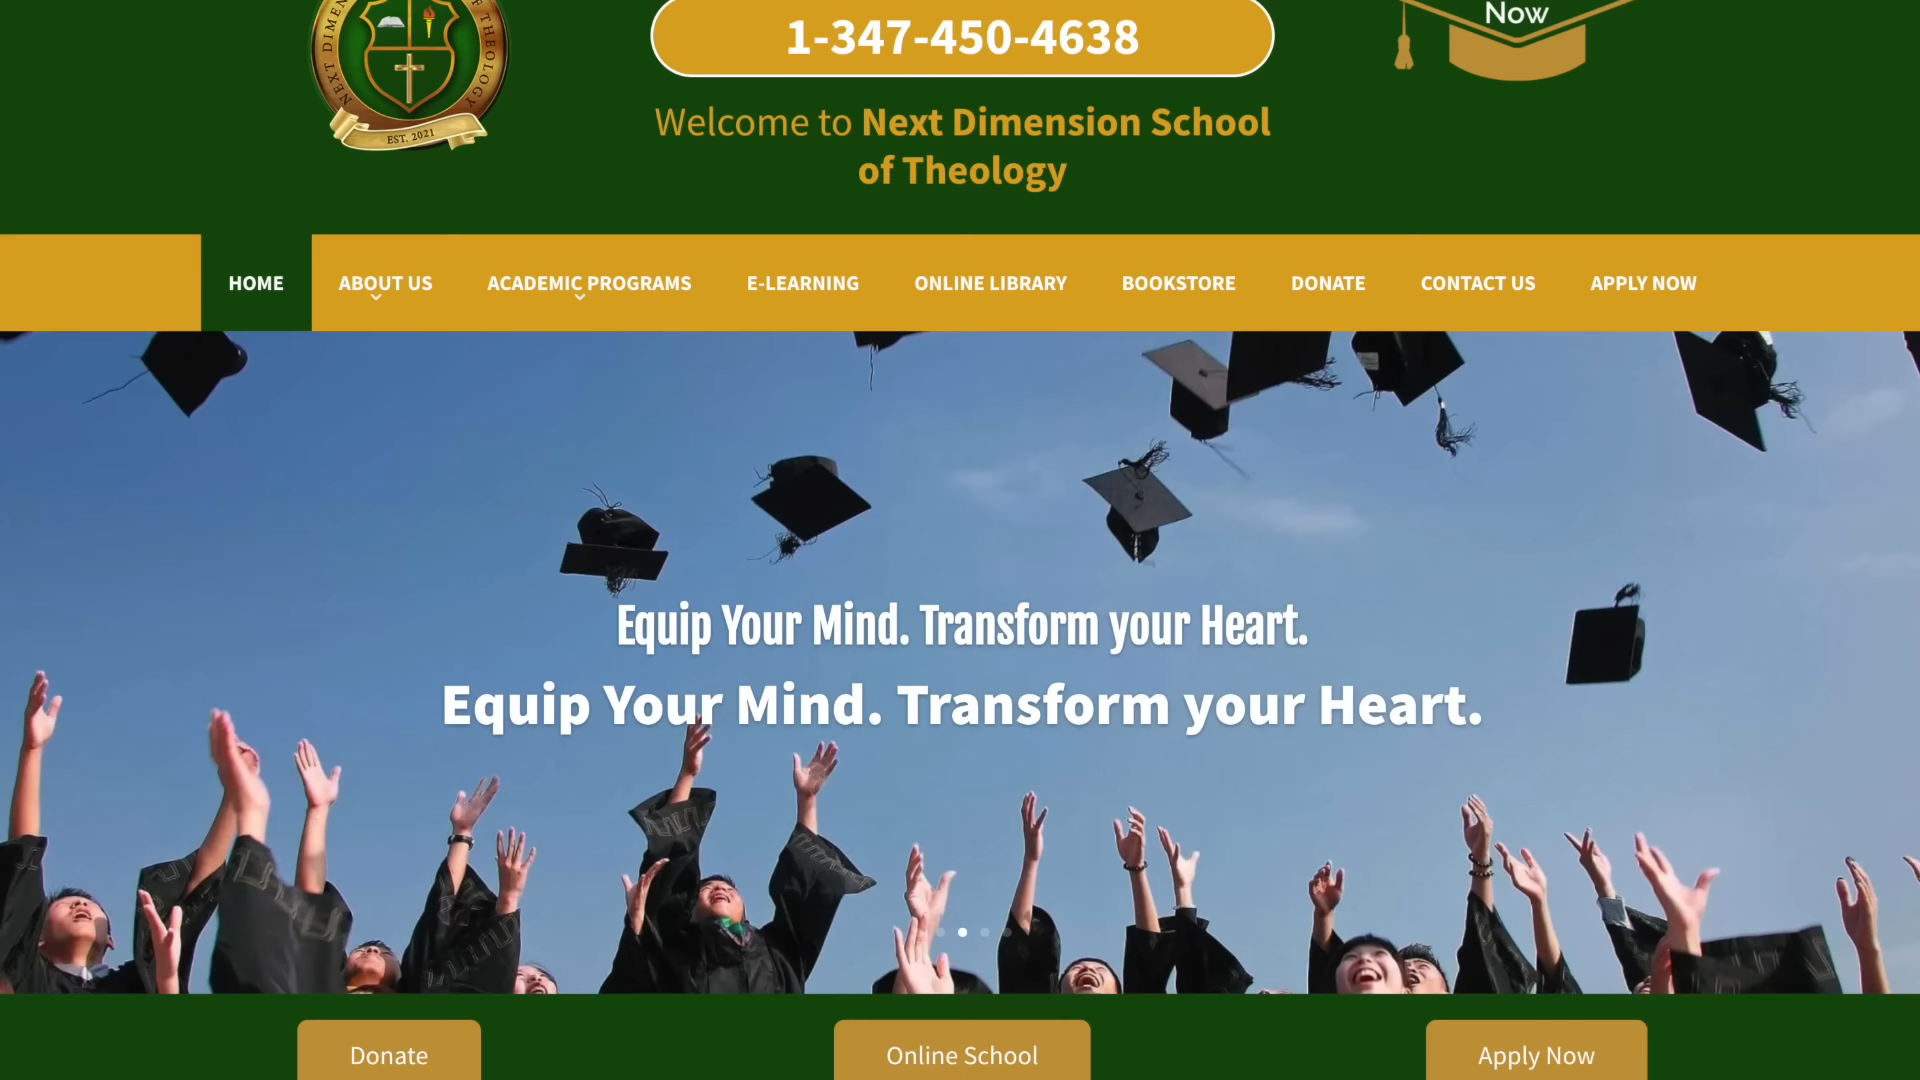 NEXT DIMEN
F THEOLOGY
EST. 2021
1-347-450-4638
Now
Welcome to Next Dimension School
of Theology
HOME
ABOUT US
ACADEMIC PROGRAMS
E-LEARNING
ONLINE LIBRARY
BOOKSTORE
DONATE
CONTACT US
APPLY NOW
Equip Your Mind. Transform your Heart.
Equip Your Mind. Transform your Heart.
Donate
Online School
Apply Now